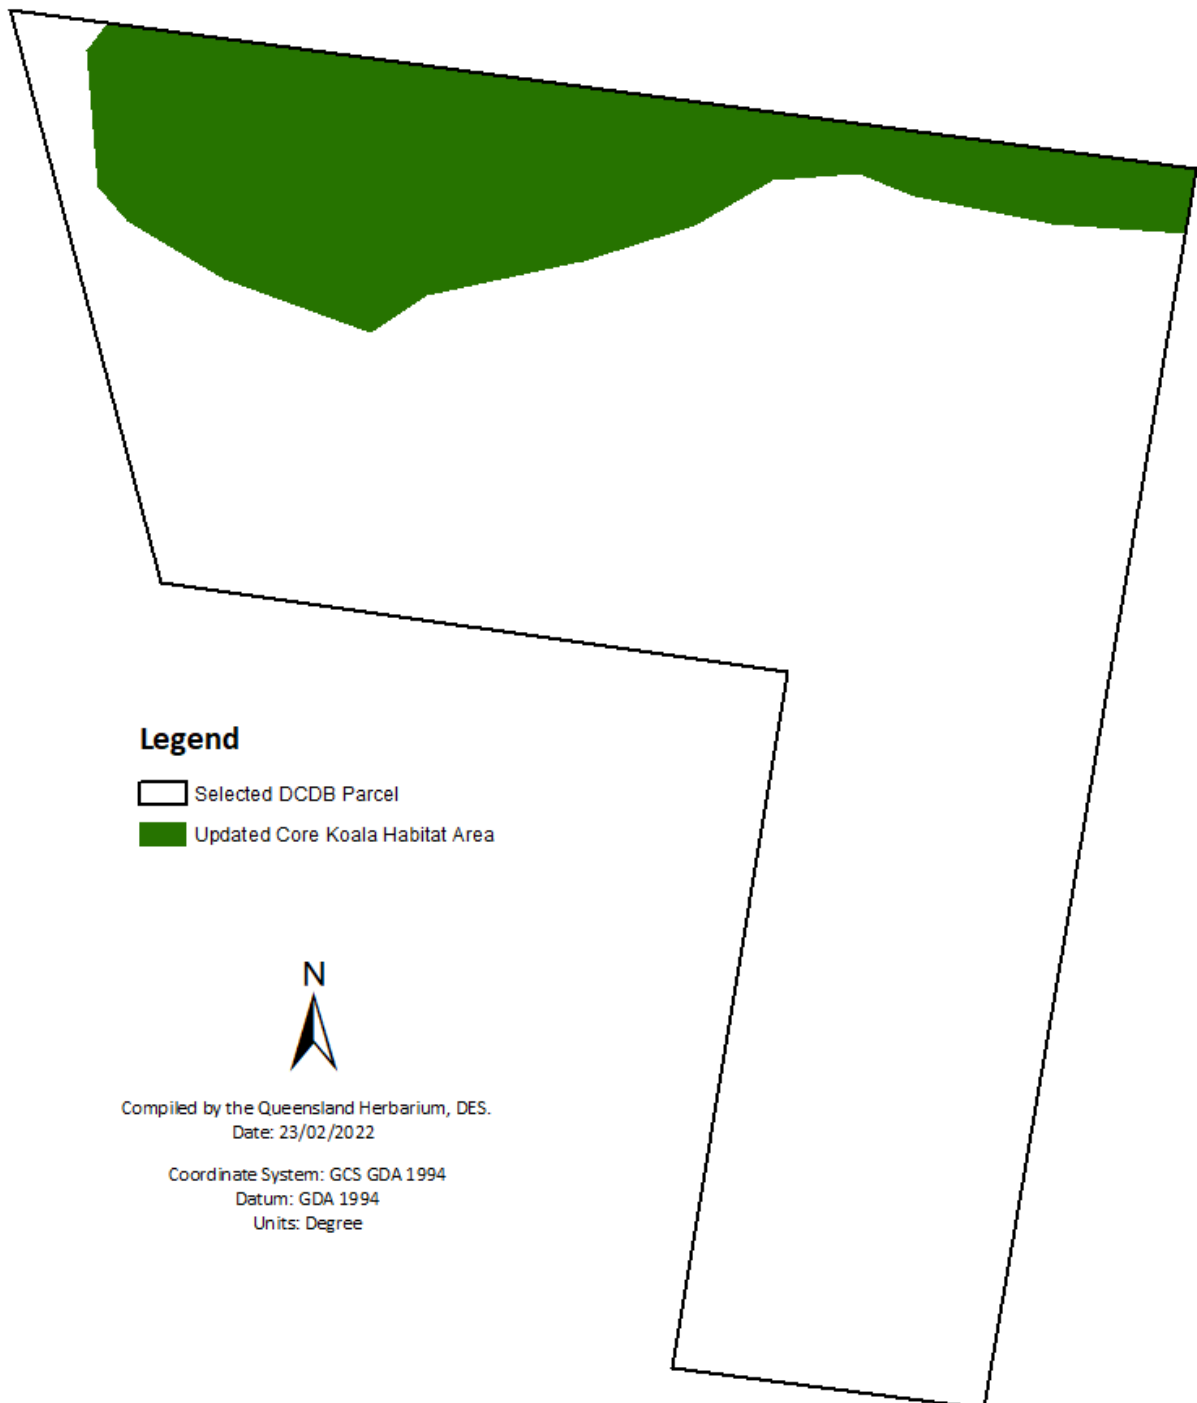 Legend
Selected DCDB Parcel
Updated Core Koala Habitat Area
N
Compiled by the Queensland Herbarium, DES.
Date: 23/02/2022
Coordinate System: GCS GDA 1994
Datum: GDA 1994
Units: Degree